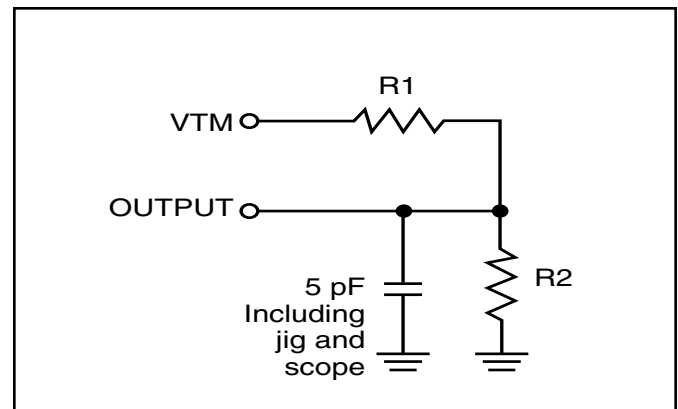 R1
VTM
OUTPUT
R2
5 pF
Including
jig and
scope